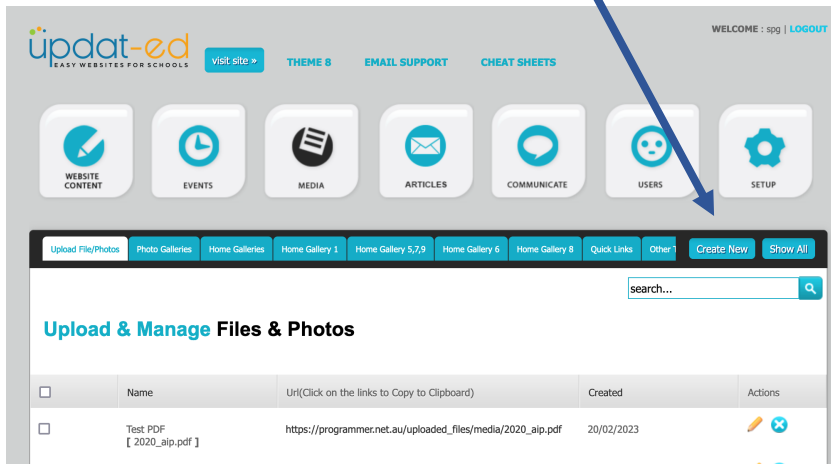 WELCOME : spg | LOGOUT
üpdat-ed
EASY WEBSITES FOR SCHOOLS
visit site »
THEME 8
EMAIL SUPPORT
CHEAT SHEETS
WEBSITE
CONTENT
EVENTS
MEDIA
ARTICLES
COMMUNICATE
USERS
SETUP
Upload File/Photos
Photo Galleries
Home Galleries
Home Gallery 1
Home Gallery 5,7,9
Home Gallery 6
Home Gallery 8
Quick Links
Other
Create New
Show All
search...
Upload & Manage Files & Photos
Name
Url(Click on the links to Copy to Clipboard)
Created
Actions
Test PDF
[ 2020_aip.pdf ]
https://programmer.net.au/uploaded_files/media/2020_aip.pdf
20/02/2023